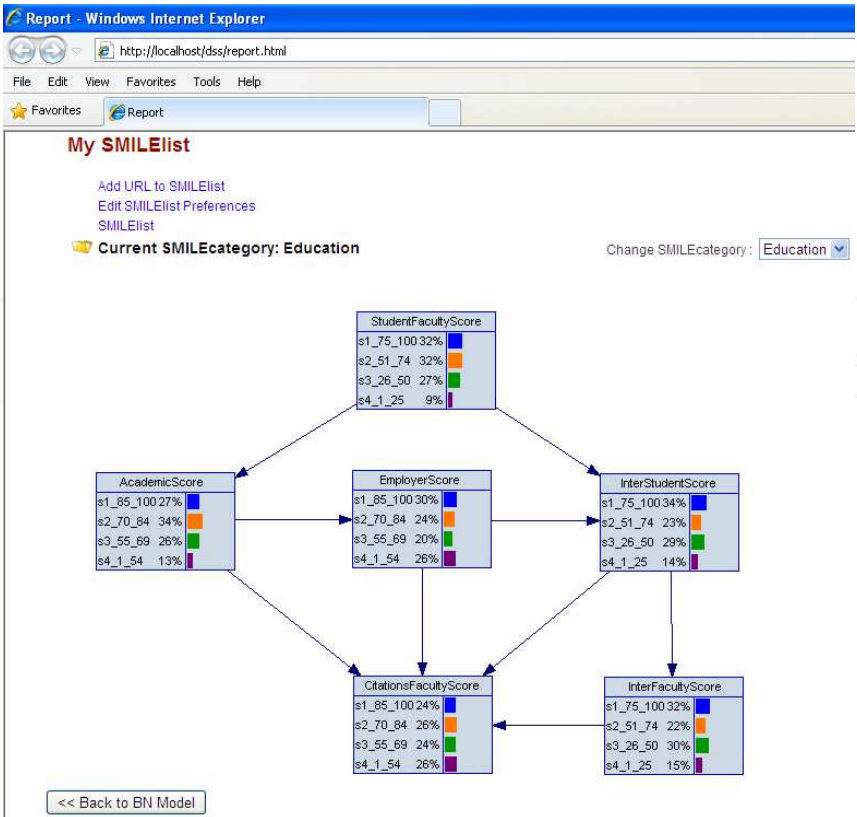 Report - Windows Internet Explorer
http://localhost/dss/report.html
File Edit View Favorites Tools Help
Favorites Report
My SMILElist
Add URL to SMILElist
Edit SMILElist Preferences
SMILElist
Current SMILEcategory: Education
Change SMILEcategory: Education
StudentFacultyScore
s1_75_100 32%
s2_51_74 32%
s3_26_50 27%
s4_1_25 9%
AcademicScore
s1_85_100 27%
s2_70_84 34%
s3_55_69 26%
s4_1_54 13%
EmployerScore
s1_85_100 30%
s2_70_84 24%
s3_55_69 20%
s4_1_54 26%
InterStudentScore
s1_75_100 34%
s2_51_74 23%
s3_26_50 29%
s4_1_25 14%
CitationsFacultyScore
s1_85_100 24%
s2_70_84 26%
s3_55_69 24%
s4_1_54 26%
InterFacultyScore
s1_75_100 32%
s2_51_74 22%
s3_26_50 30%
s4_1_25 15%
<< Back to BN Model